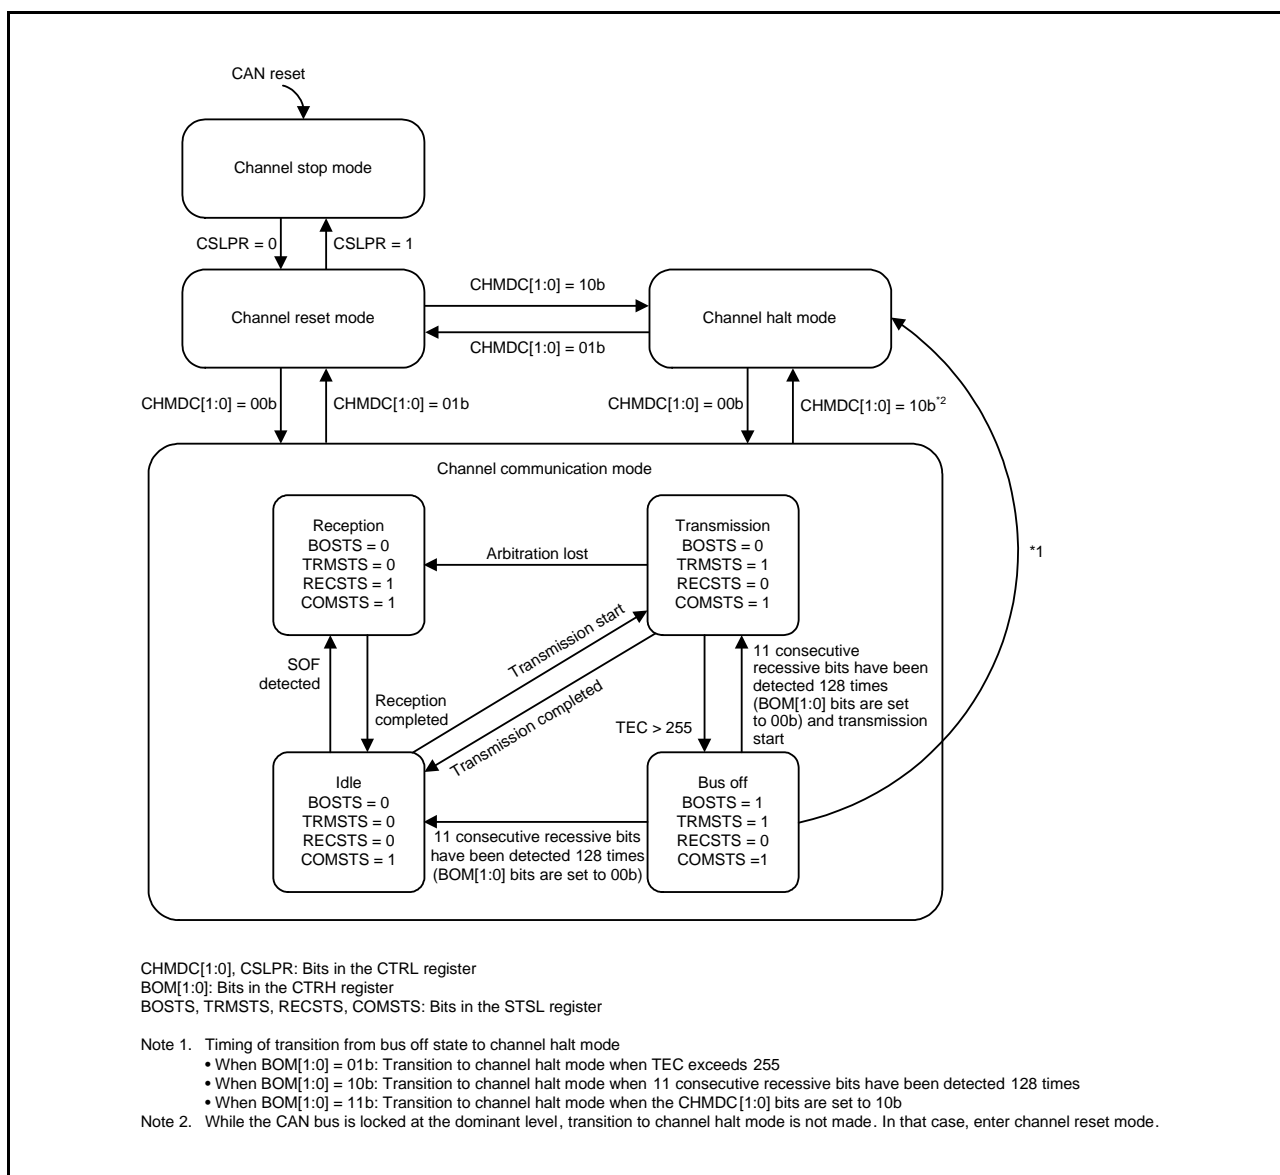 CAN reset
Channel stop mode
CSLPR = 0
CSLPR = 1
CHMDC[1:0] = 10b
Channel reset mode
Channel halt mode
CHMDC[1:0] = 01b
CHMDC[1:0] = 00b
CHMDC[1:0] = 01b
CHMDC[1:0] = 00b
CHMDC[1:0] = 10b*2
Channel communication mode
Reception
BOSTS = 0
TRMSTS = 0
RECSTS = 1
COMSTS = 1
Arbitration lost
Transmission
BOSTS = 0
TRMSTS = 1
RECSTS = 0
COMSTS = 1
*1
SOF
detected
Reception
completed
Transmission start
Transmission completed
TEC > 255
11 consecutive
recessive bits have been
detected 128 times
(BOM[1:0] bits are set
to 00b) and transmission
start
Idle
BOSTS = 0
TRMSTS = 0
RECSTS = 0
COMSTS = 1
11 consecutive recessive bits
have been detected 128 times
(BOM[1:0] bits are set to 00b)
Bus off
BOSTS = 1
TRMSTS = 1
RECSTS = 0
COMSTS =1
CHMDC[1:0], CSLPR: Bits in the CTRL register
BOM[1:0]: Bits in the CTRH register
BOSTS, TRMSTS, RECSTS, COMSTS: Bits in the STSL register
Note 1. Timing of transition from bus off state to channel halt mode
• When BOM[1:0] = 01b: Transition to channel halt mode when TEC exceeds 255
• When BOM[1:0] = 10b: Transition to channel halt mode when 11 consecutive recessive bits have been detected 128 times
• When BOM[1:0] = 11b: Transition to channel halt mode when the CHMDC[1:0] bits are set to 10b
Note 2. While the CAN bus is locked at the dominant level, transition to channel halt mode is not made. In that case, enter channel reset mode.